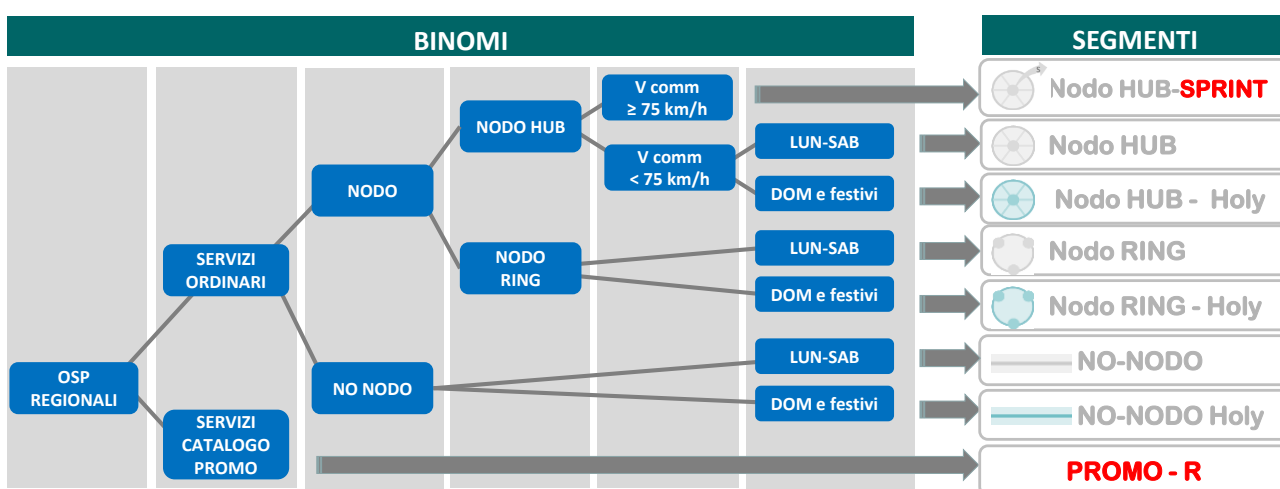 BINOMI
SEGMENTI
V comm
≥ 75 km/h
S
Nodo HUB-SPRINT
NODO HUB
LUN-SAB
Nodo HUB
V comm
< 75 km/h
NODO
DOM e festivi
Nodo HUB - Holy
SERVIZI
ORDINARI
NODO
RING
LUN-SAB
Nodo RING
DOM e festivi
Nodo RING - Holy
LUN-SAB
NO-NODO
OSP
REGIONALI
NO NODO
DOM e festivi
NO-NODO Holy
SERVIZI
CATALOGO
PROMO
PROMO - R